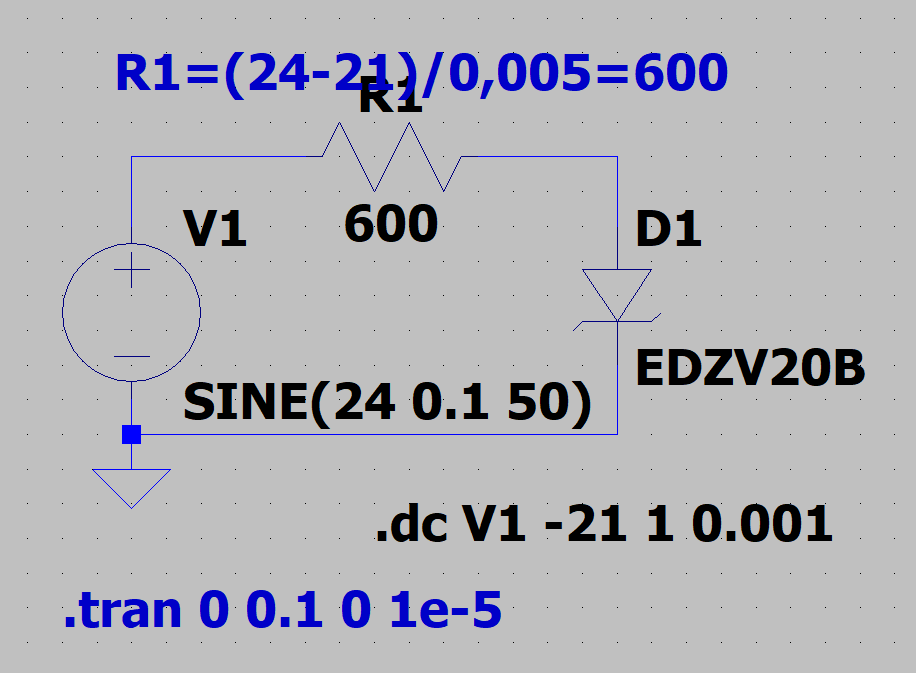 R1=(24-21)/0,005=600
R1
V1
600
D1
EDZV20B
SINE(24 0.1 50)
.dc V1 -21 1 0.001
.tran 0 0.1 0 1e-5